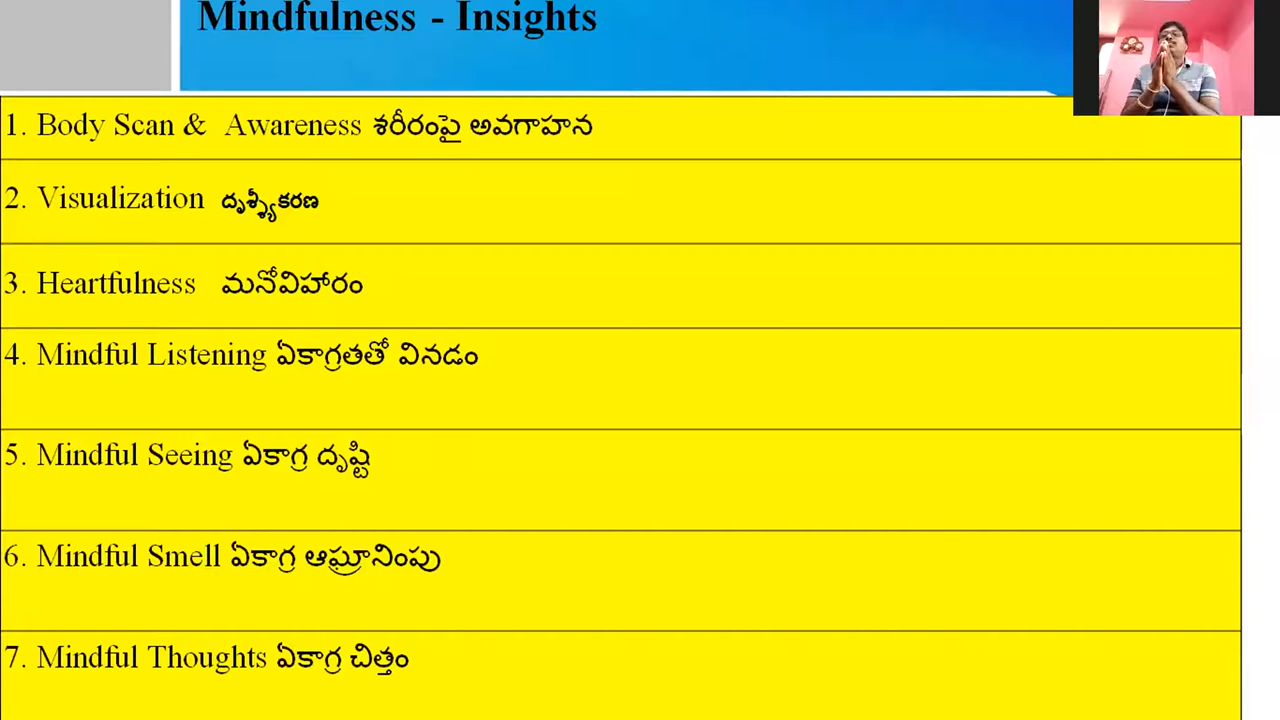 Mindfulness - Insights
1. Body Scan & Awareness శరీరంపై అవగాహన
2. Visualization దృశ్శ్యీకరణ
3. Heartfulness మనోవిహారం
4. Mindful Listening ఏకాగ్రతతో వినడం
5. Mindful Seeing ఏకాగ్ర దృష్టి
6. Mindful Smell ఏకాగ్ర ఆఘ్రానింపు
7. Mindful Thoughts ఏకాగ్ర చిత్తం